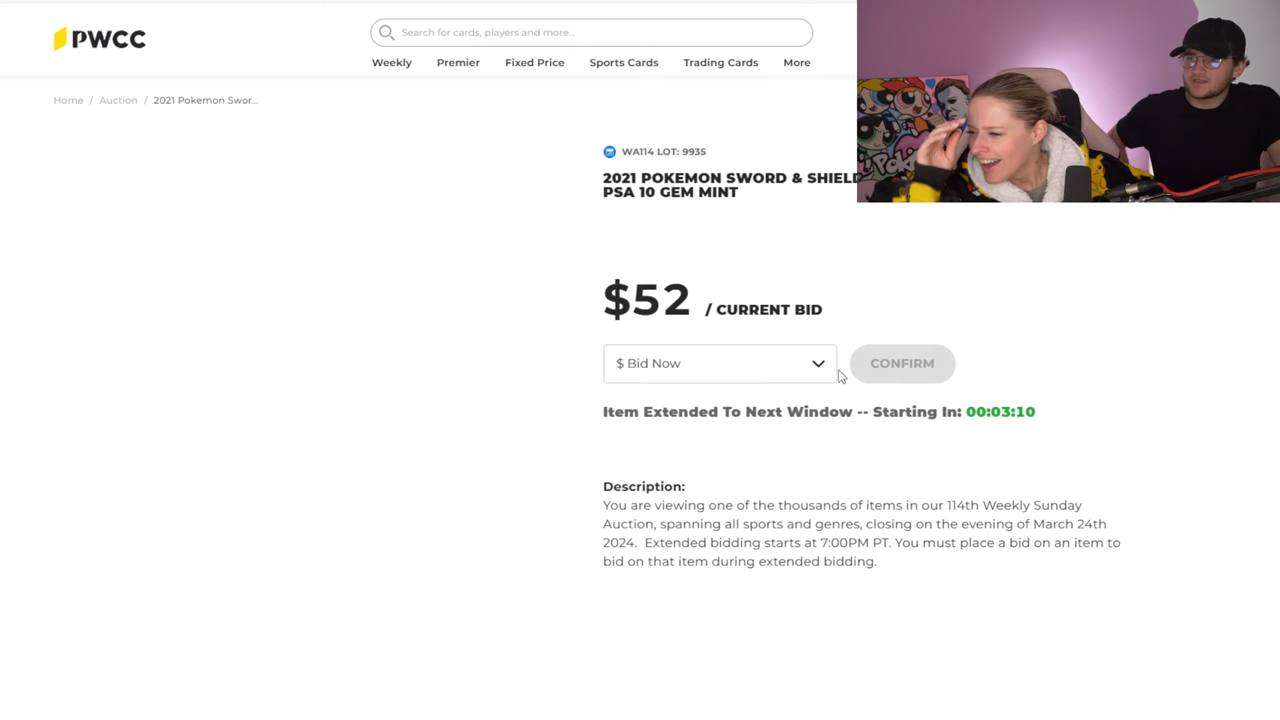 PWCC
Search for cards, players and more...
Weekly Premier Fixed Price Sports Cards Trading Cards More
Home / Auction / 2021 Pokemon Swor...
WA114 LOT: 9935
2021 POKEMON SWORD & SHIELD
PSA 10 GEM MINT
$52 / CURRENT BID
$ Bid Now
CONFIRM
Item Extended To Next Window -- Starting In: 00:03:10
Description:
You are viewing one of the thousands of items in our 114th Weekly Sunday
Auction, spanning all sports and genres, closing on the evening of March 24th
2024. Extended bidding starts at 7:00PM PT. You must place a bid on an item to
bid on that item during extended bidding.